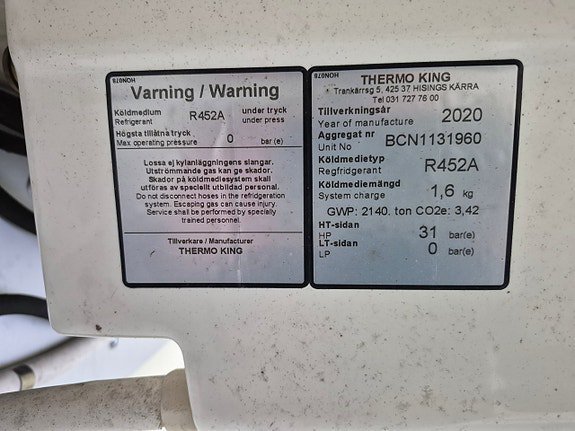 HON078
Varning / Warning
Köldmedium R452A under tryck
Refrigerant under press
Högsta tillåtna tryck 0 bar(e)
Max operating pressure
Lossa ej kylanläggningens slangar.
Utströmmande gas kan ge skador.
Skador på köldmediesystem skall
utföras av speciellt utbildad personal.
Do not disconnect hoses in the refridgeration
system. Escaping gas can cause injury.
Service shall be performed by specially
trained personnel.
Tillverkare / Manufacturer
THERMO KING
HON078
THERMO KING
Trankärrsg 5, 425 37 HISINGS KÄRRA
Tel 031 727 76 00
Tillverkningsår 2020
Year of manufacture
Aggregat nr BCN1131960
Unit No
Köldmedietyp R452A
Regfridgerant
Köldmediemängd 1,6 kg
System charge
GWP: 2140. ton CO2e: 3,42
HT-sidan 31 bar(e)
HP
LT-sidan 0 bar(e)
LP